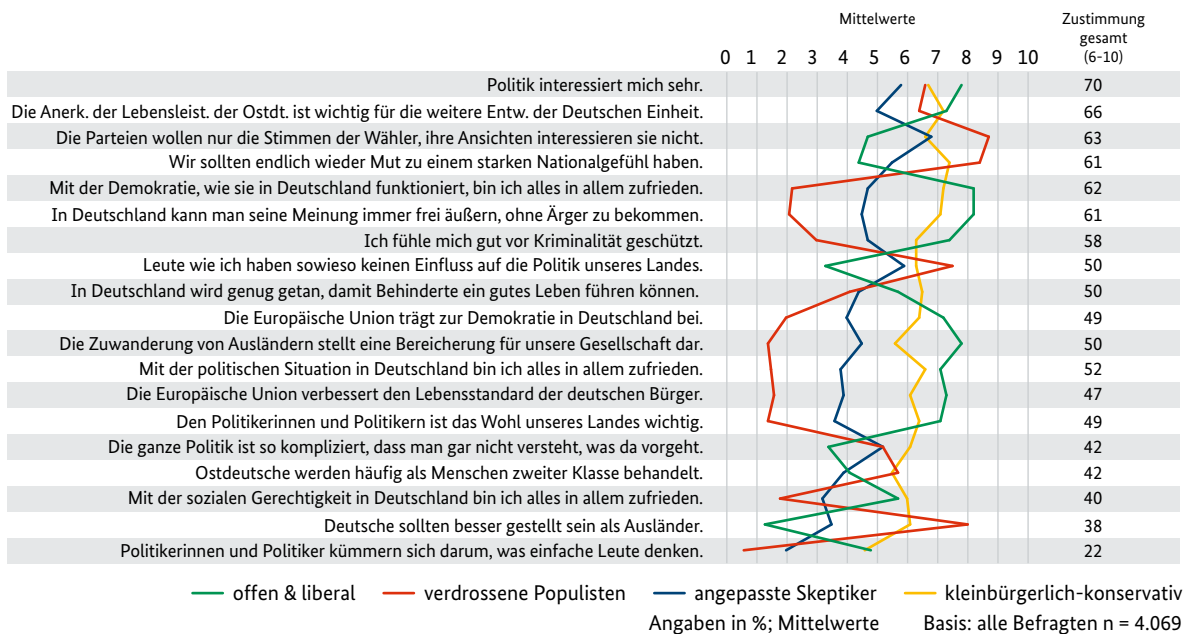 Mittelwerte
Zustimmung
gesamt
(6-10)
0 1 2 3 4 5 6 7 8 9 10
Politik interessiert mich sehr. 70
Die Anerk. der Lebensleist. der Ostdt. ist wichtig für die weitere Entw. der Deutschen Einheit. 66
Die Parteien wollen nur die Stimmen der Wähler, ihre Ansichten interessieren sie nicht. 63
Wir sollten endlich wieder Mut zu einem starken Nationalgefühl haben. 61
Mit der Demokratie, wie sie in Deutschland funktioniert, bin ich alles in allem zufrieden. 62
In Deutschland kann man seine Meinung immer frei äußern, ohne Ärger zu bekommen. 61
Ich fühle mich gut vor Kriminalität geschützt. 58
Leute wie ich haben sowieso keinen Einfluss auf die Politik unseres Landes. 50
In Deutschland wird genug getan, damit Behinderte ein gutes Leben führen können. 50
Die Europäische Union trägt zur Demokratie in Deutschland bei. 49
Die Zuwanderung von Ausländern stellt eine Bereicherung für unsere Gesellschaft dar. 50
Mit der politischen Situation in Deutschland bin ich alles in allem zufrieden. 52
Die Europäische Union verbessert den Lebensstandard der deutschen Bürger. 47
Den Politikerinnen und Politikern ist das Wohl unseres Landes wichtig. 49
Die ganze Politik ist so kompliziert, dass man gar nicht versteht, was da vorgeht. 42
Ostdeutsche werden häufig als Menschen zweiter Klasse behandelt. 42
Mit der sozialen Gerechtigkeit in Deutschland bin ich alles in allem zufrieden. 40
Deutsche sollten besser gestellt sein als Ausländer. 38
Politikerinnen und Politiker kümmern sich darum, was einfache Leute denken. 22
offen & liberal verdrossene Populisten angepasste Skeptiker kleinbürgerlich-konservativ
Angaben in %; Mittelwerte Basis: alle Befragten n = 4.069